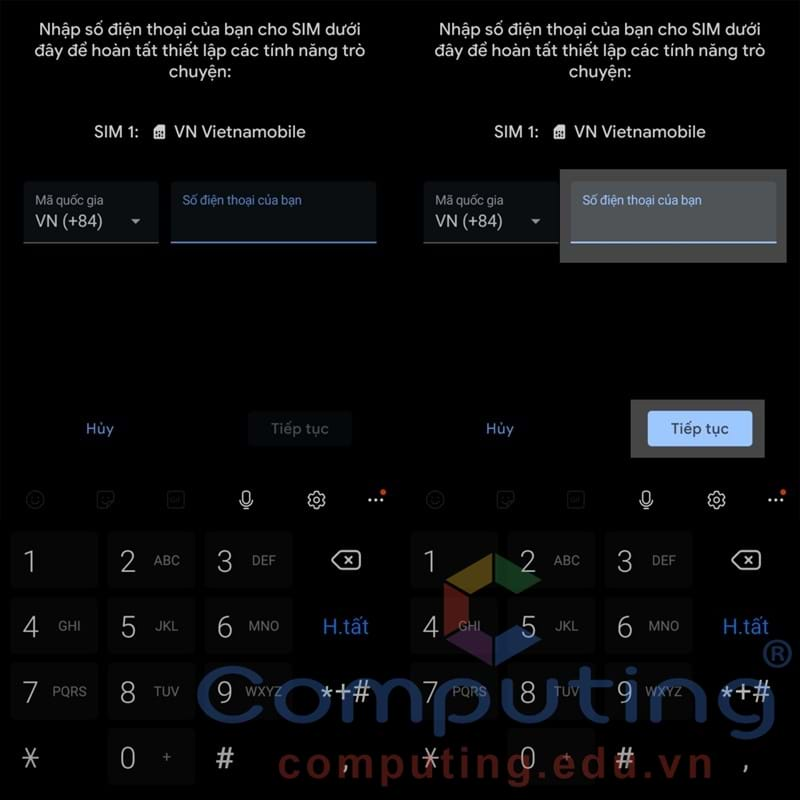 Nhập số điện thoại của bạn cho SIM dưới
đây để hoàn tất thiết lập các tính năng trò
chuyện:
SIM 1: VN Vietnamobile
Mã quốc gia
VN (+84)
Số điện thoại của bạn
Hủy
Tiếp tục
GIF
1
2 ABC
3 DEF
4 GHI
5 JKL
6 MNO
H.tất
7 PQRS
8 TUV
9 WXYZ
*+#
*
0 +
#
,
Nhập số điện thoại của bạn cho SIM dưới
đây để hoàn tất thiết lập các tính năng trò
chuyện:
SIM 1: VN Vietnamobile
Mã quốc gia
VN (+84)
Số điện thoại của bạn
Hủy
Tiếp tục
GIF
1
2 ABC
3 DEF
4 GHI
5 JKL
6 MNO
H.tất
7 PQRS
8 TUV
9 WXYZ
*+#
*
0 +
#
,
Computing®
computing.edu.vn